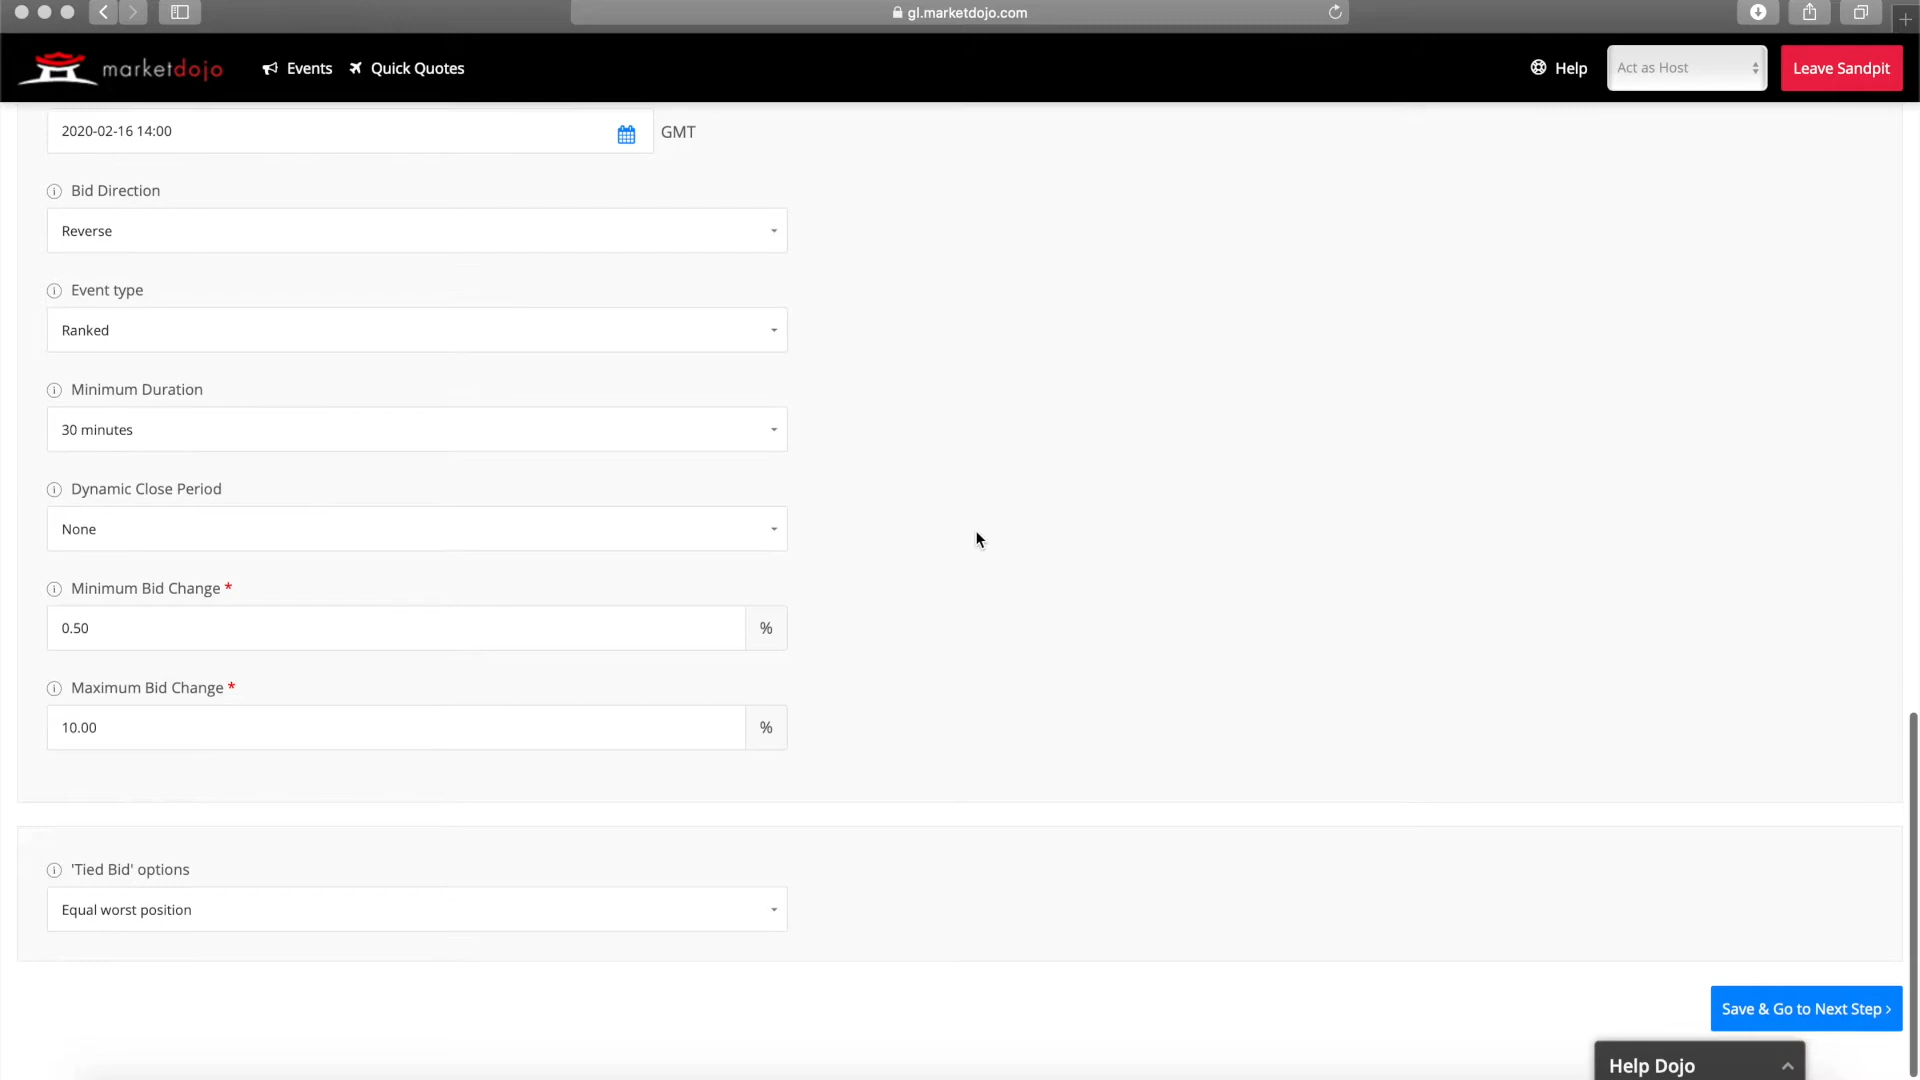 gl.marketdojo.com
marketdojo Events Quick Quotes Help Act as Host Leave Sandpit
2020-02-16 14:00 GMT
Bid Direction
Reverse
Event type
Ranked
Minimum Duration
30 minutes
Dynamic Close Period
None
Minimum Bid Change *
0.50 %
Maximum Bid Change *
10.00 %
'Tied Bid' options
Equal worst position
Save & Go to Next Step ›
Help Dojo